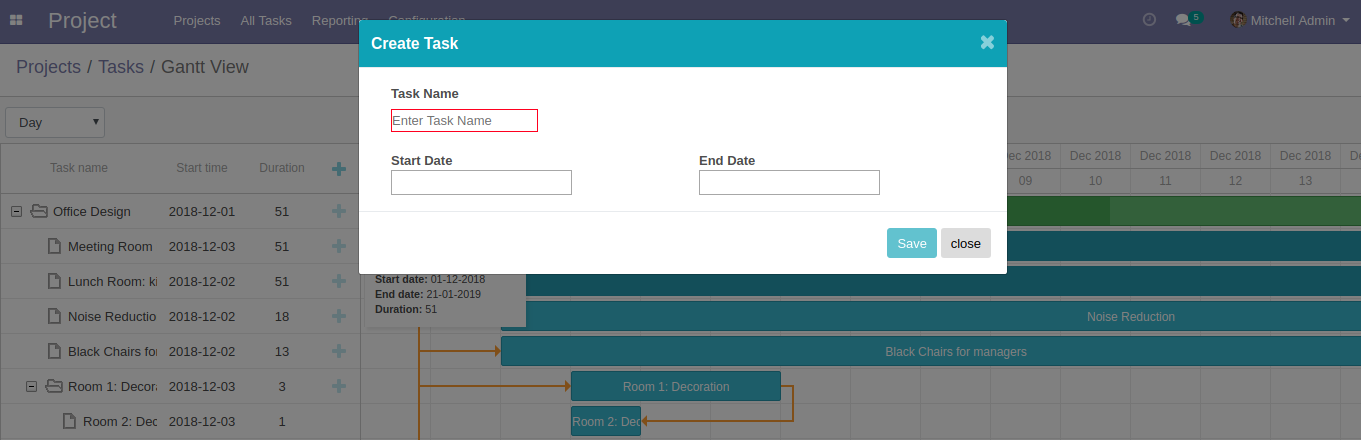 Project Projects All Tasks Reporting Configuration 5 Mitchell Admin
Create Task
Projects / Tasks / Gantt View
Task Name
Enter Task Name
Day
Start Date End Date
Task name Start time Duration Dec 2018 Dec 2018 Dec 2018 Dec 2018 Dec 2018
09 10 11 12 13
Office Design 2018-12-01 51
Meeting Room 2018-12-03 51
Save close
Lunch Room: ki 2018-12-02 51
Start date: 01-12-2018
End date: 21-01-2019
Duration: 51
Noise Reductio 2018-12-02 18 Noise Reduction
Black Chairs for 2018-12-02 13 Black Chairs for managers
Room 1: Decora 2018-12-03 3 Room 1: Decoration
Room 2: Dec 2018-12-03 1 Room 2: Dec